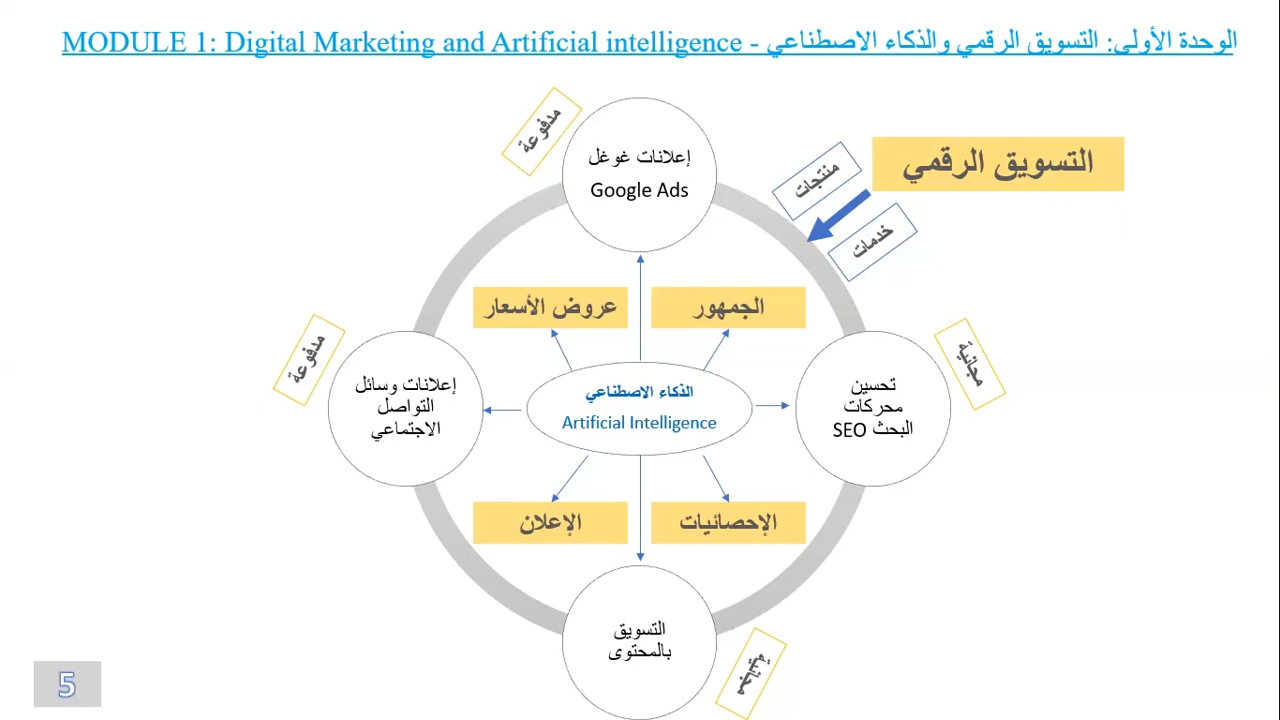 MODULE 1: Digital Marketing and Artificial intelligence - الوحدة الأولى: التسويق الرقمي والذكاء الاصطناعي
التسويق الرقمي
منتجات
خدمات
مدفوعة
إعلانات غوغل
Google Ads
الجمهور
عروض الأسعار
مجانية
تحسين
محركات
البحث SEO
الذكاء الاصطناعي
Artificial Intelligence
مدفوعة
إعلانات وسائل
التواصل
الاجتماعي
الإحصائيات
الإعلان
التسويق
بالمحتوى
مجانية
5